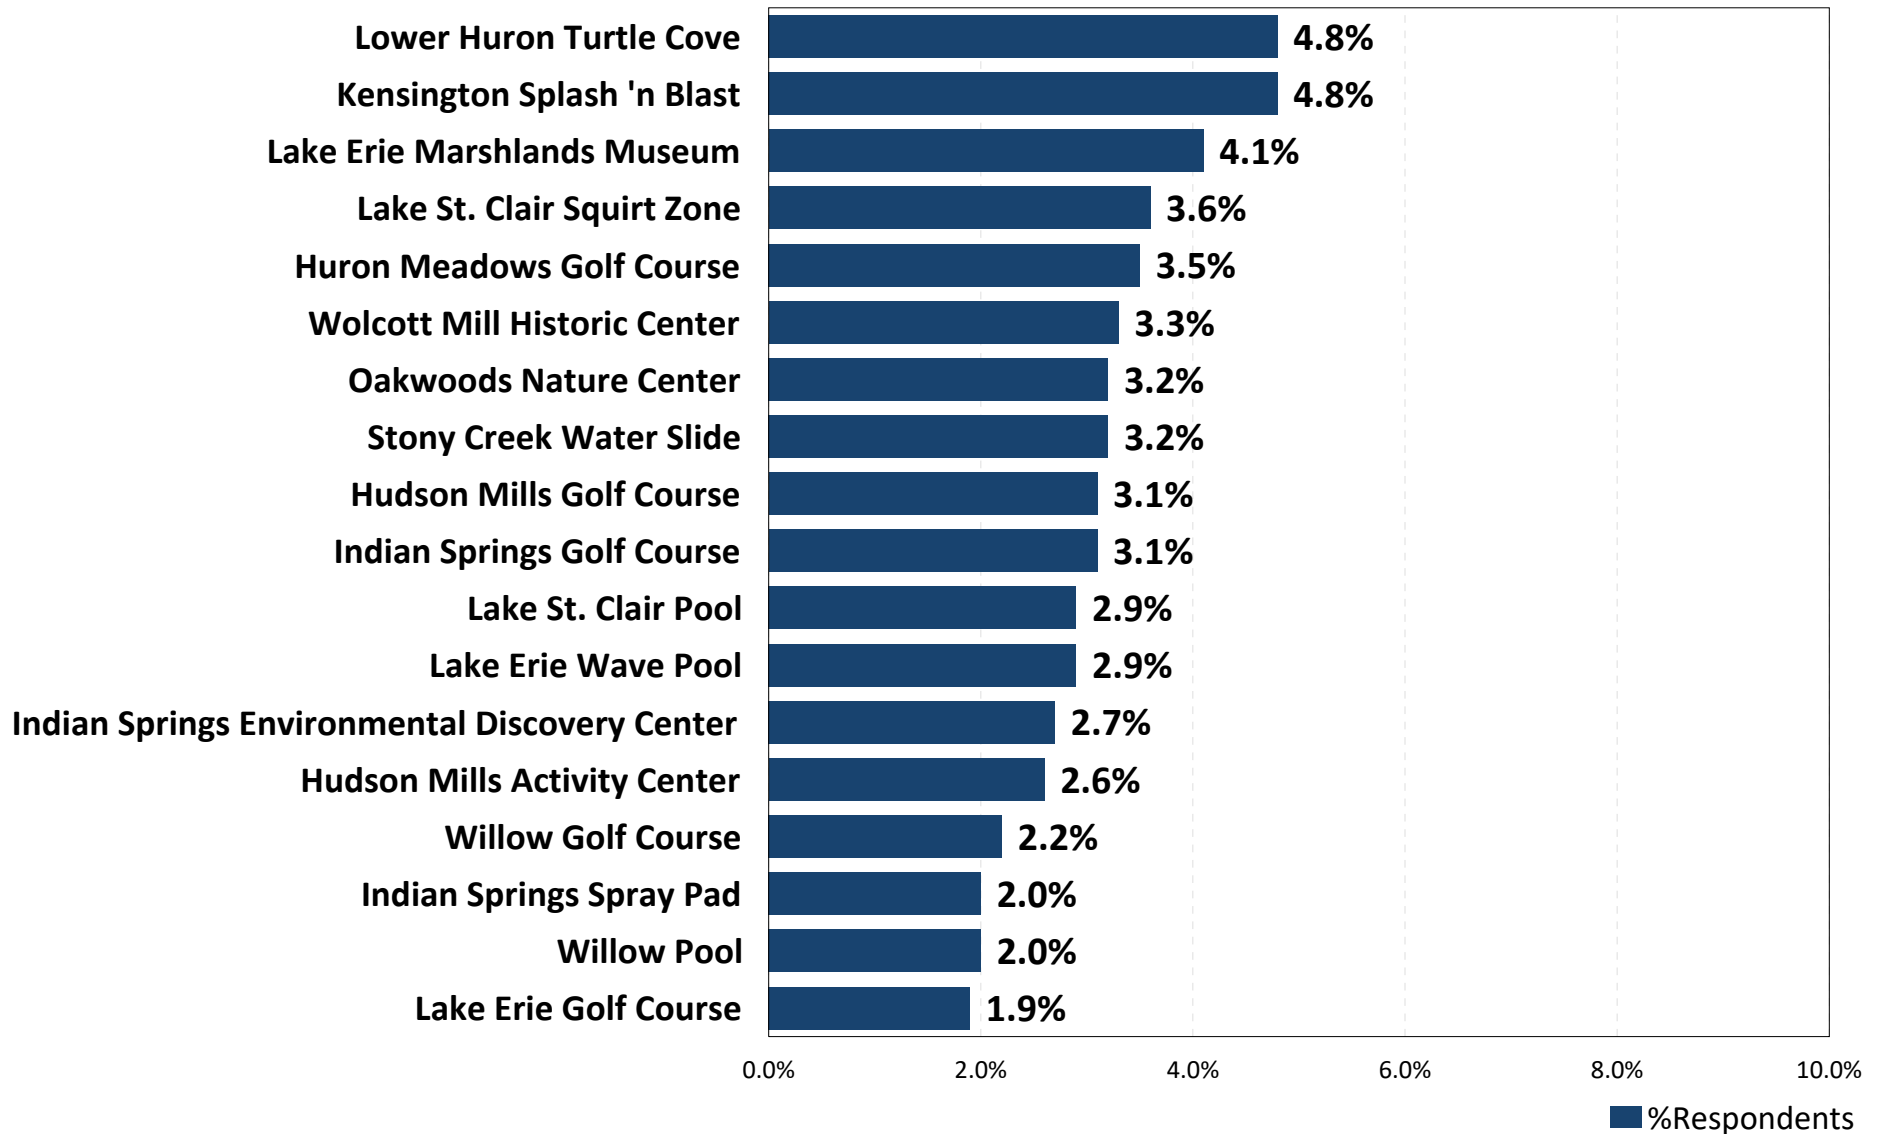 Lower Huron Turtle Cove 4.8%
Kensington Splash 'n Blast 4.8%
Lake Erie Marshlands Museum 4.1%
Lake St. Clair Squirt Zone 3.6%
Huron Meadows Golf Course 3.5%
Wolcott Mill Historic Center 3.3%
Oakwoods Nature Center 3.2%
Stony Creek Water Slide 3.2%
Hudson Mills Golf Course 3.1%
Indian Springs Golf Course 3.1%
Lake St. Clair Pool 2.9%
Lake Erie Wave Pool 2.9%
Indian Springs Environmental Discovery Center 2.7%
Hudson Mills Activity Center 2.6%
Willow Golf Course 2.2%
Indian Springs Spray Pad 2.0%
Willow Pool 2.0%
Lake Erie Golf Course 1.9%
0.0% 2.0% 4.0% 6.0% 8.0% 10.0%
%Respondents